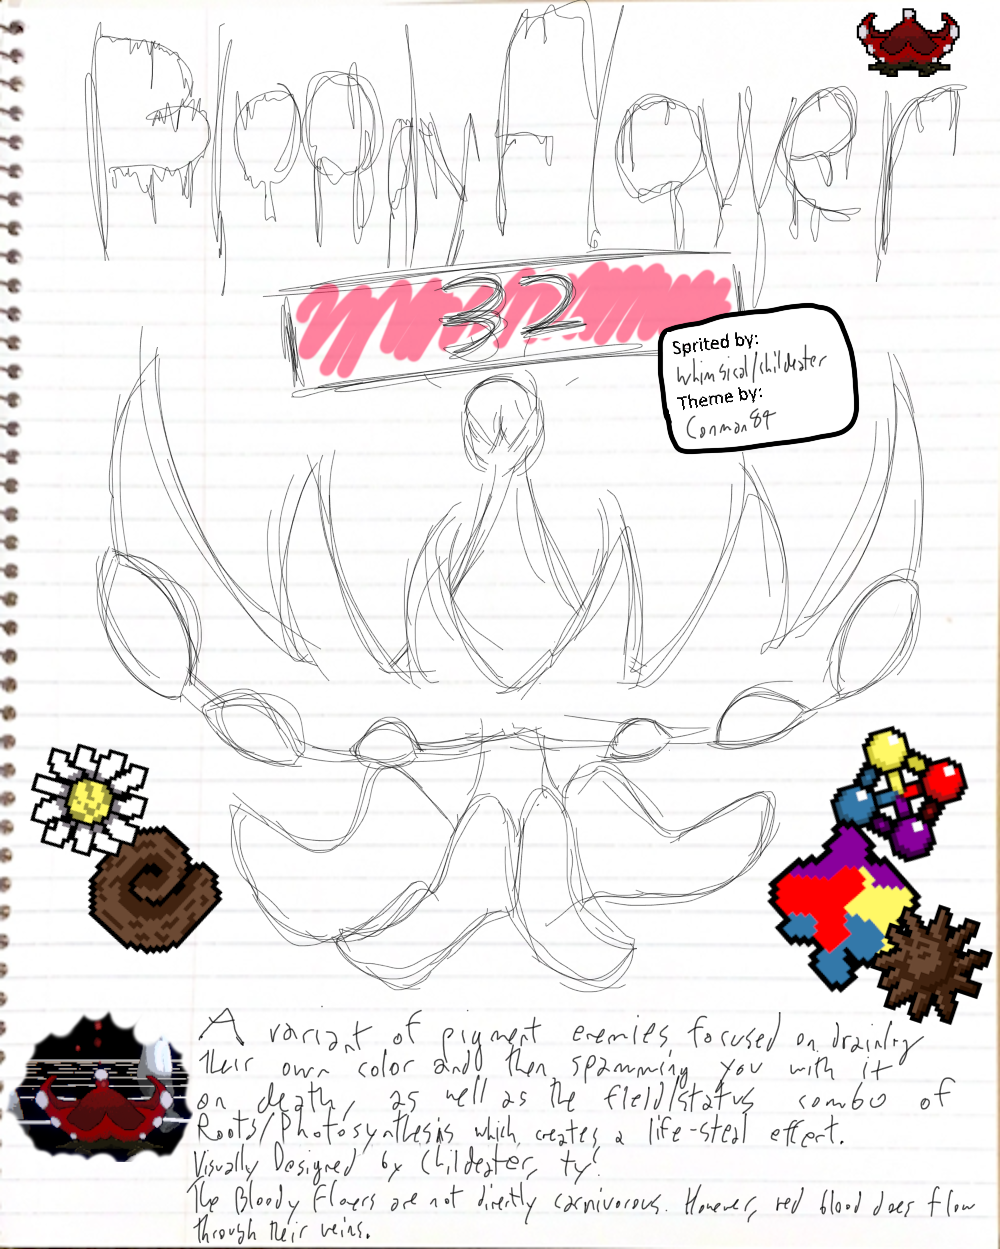 Bloody Flower
32
Sprited by:
Whimsical/Childeater
Theme by:
Conman84
A variant of pigment enemies focused on draining
their own color and then spamming you with it
on death, as well as the field/status combo of
Roots/Photosynthesis which creates a life-steal effect.
Visually Designed by Childeater, ty!
The Bloody Flowers are not directly carnivorous. However, red blood does flow
through their veins.